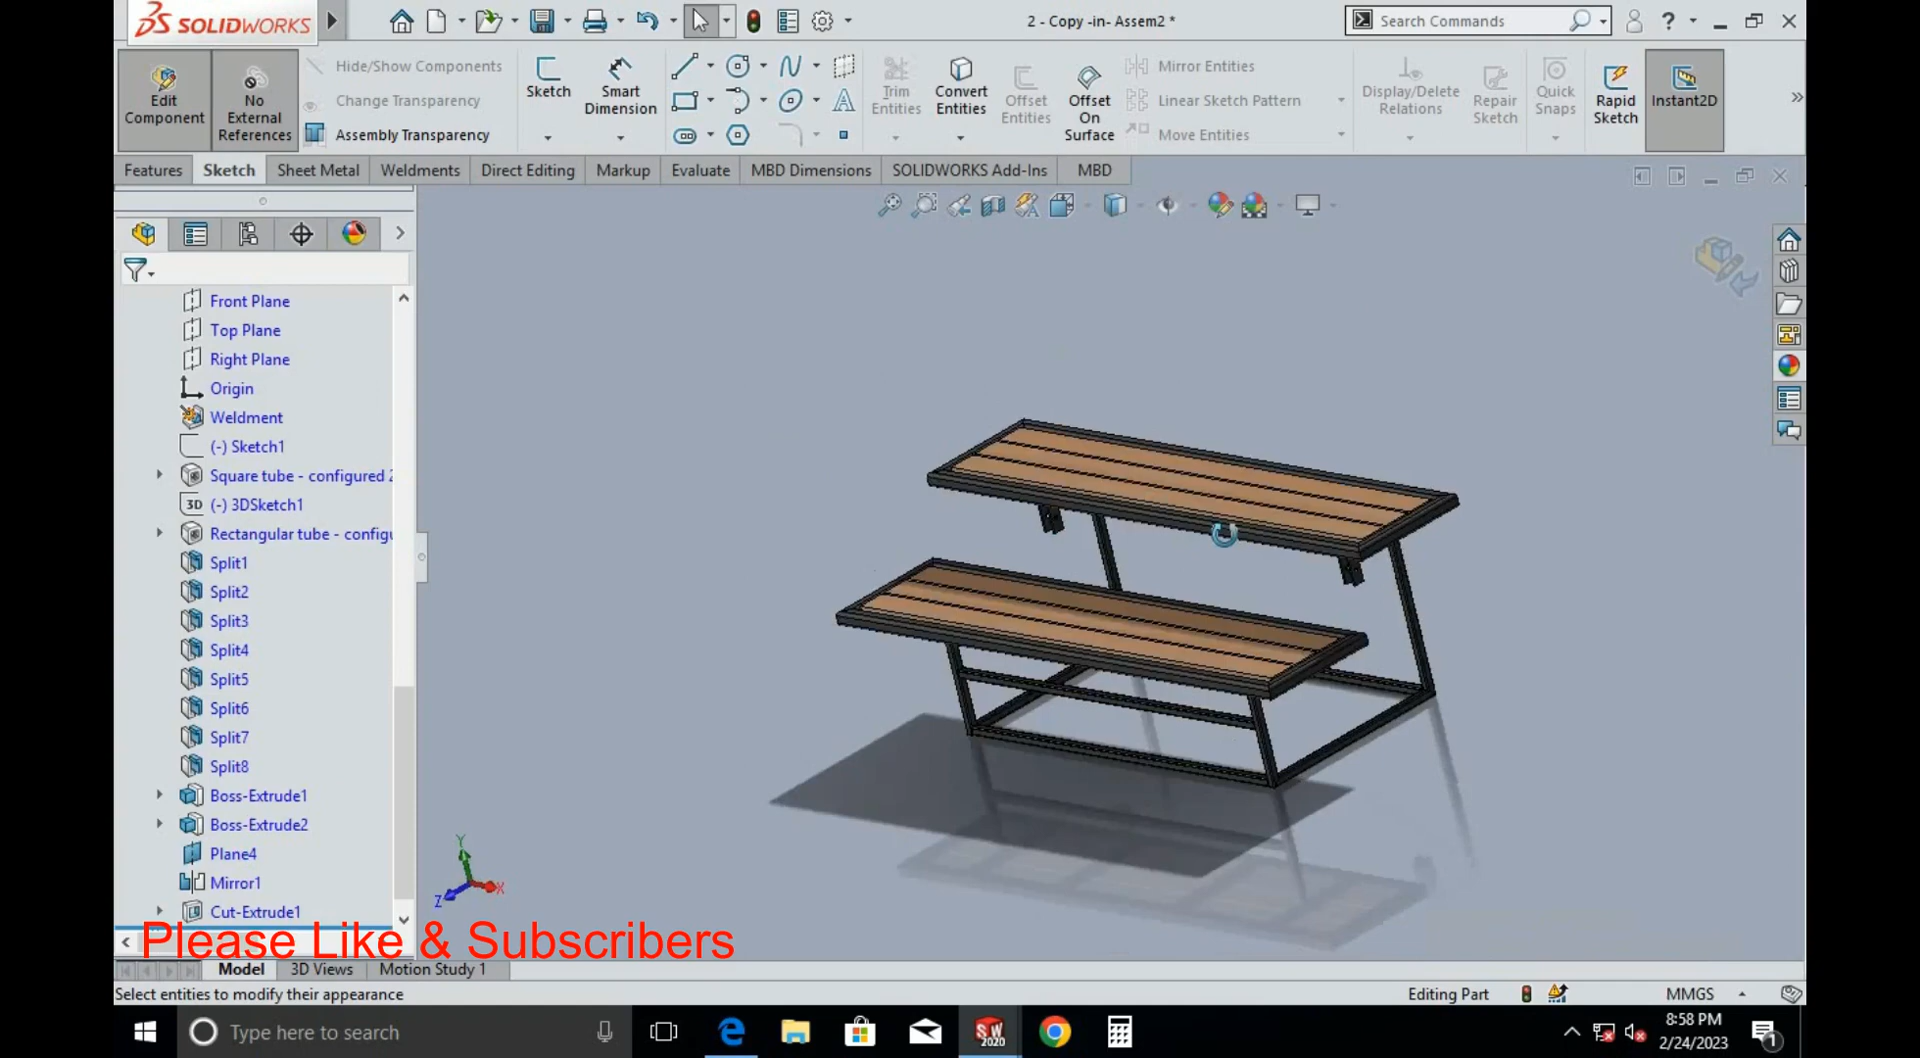 SOLIDWORKS
2 - Copy -in- Assem2 *
Search Commands
Edit Component
No External References
Hide/Show Components
Change Transparency
Assembly Transparency
Sketch
Smart Dimension
Trim Entities
Convert Entities
Offset Entities
Offset On Surface
Mirror Entities
Linear Sketch Pattern
Move Entities
Display/Delete Relations
Repair Sketch
Quick Snaps
Rapid Sketch
Instant2D
Features Sketch Sheet Metal Weldments Direct Editing Markup Evaluate MBD Dimensions SOLIDWORKS Add-Ins MBD
Front Plane
Top Plane
Right Plane
Origin
Weldment
(-) Sketch1
Square tube - configured 2
3D (-) 3DSketch1
Rectangular tube - configu
Split1
Split2
Split3
Split4
Split5
Split6
Split7
Split8
Boss-Extrude1
Boss-Extrude2
Plane4
Mirror1
Cut-Extrude1
Y
X
Z
Please Like & Subscribers
Model 3D Views Motion Study 1
Select entities to modify their appearance
Editing Part
MMGS
Type here to search
SW 2020
8:58 PM
2/24/2023
1